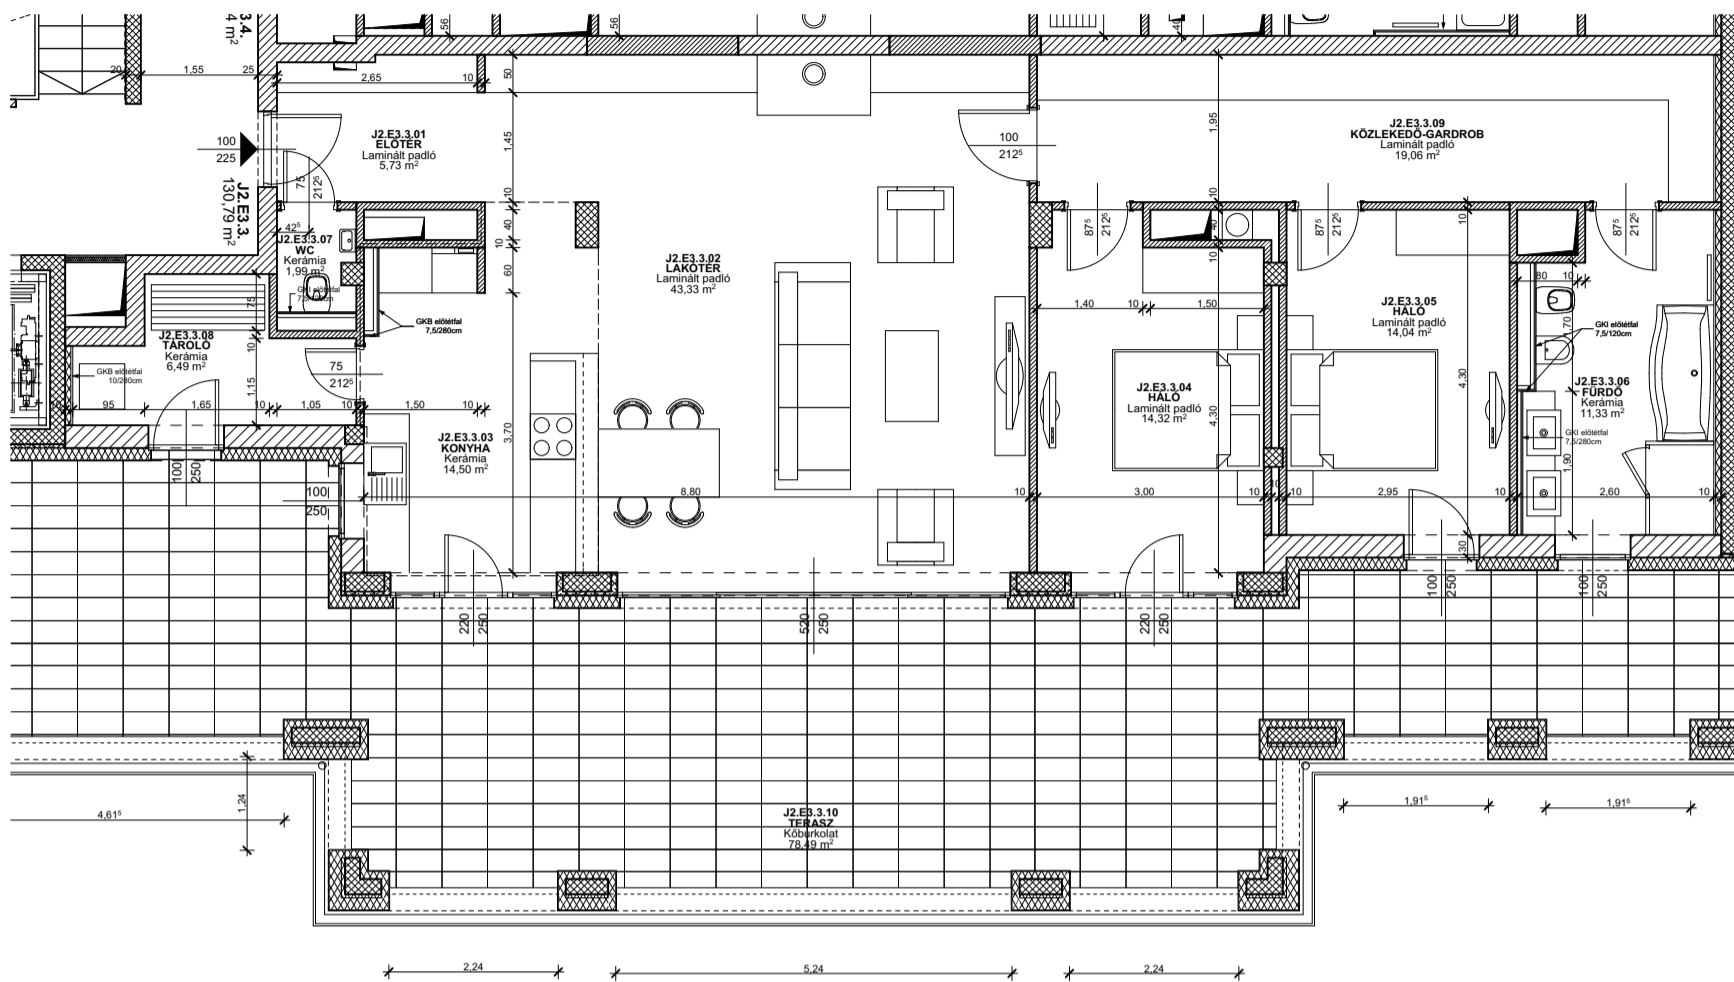 3.4.
4 m²
56
56
40
20
1,55
25
2,65
10
50
1,45
10
1,95
10
100
225
J2.E3.3.
130,79 m²
J2.E3.3.01
ELŐTÉR
Laminált padló
5,73 m²
75
212⁵
100
212⁵
J2.E3.3.09
KÖZLEKEDŐ-GARDROB
Laminált padló
19,06 m²
42⁵
J2.E3.3.07
WC
Kerámia
1,99 m²
GKI előtétfal
40
10
60
J2.E3.3.02
LAKÓTÉR
Laminált padló
43,33 m²
87⁵
212⁵
40
10
87⁵
212⁵
10
87⁵
212⁵
75
10
1,15
J2.E3.3.08
TÁROLÓ
Kerámia
6,49 m²
GKB előtétfal
10/280cm
GKB előtétfal
7,5/280cm
75
212⁵
1,40
10
1,50
10
J2.E3.3.05
HÁLÓ
Laminált padló
14,04 m²
80
10
1,70
GKI előtétfal
7,5/120cm
J2.E3.3.06
FÜRDŐ
Kerámia
11,33 m²
GKI előtétfal
7,5/280cm
1,90
J2.E3.3.04
HÁLÓ
Laminált padló
14,32 m²
4,30
4,30
95
1,65
10
1,05
10
1,50
10
3,70
J2.E3.3.03
KONYHA
Kerámia
14,50 m²
100
250
100
250
8,80
10
3,00
10
10
10
2,95
10
2,60
10
30
220
250
520
250
220
250
100
250
100
250
4,61⁵
1,24
J2.E3.3.10
TERASZ
Kőburkolat
78,49 m²
1,91⁵
1,91⁵
2,24
5,24
2,24